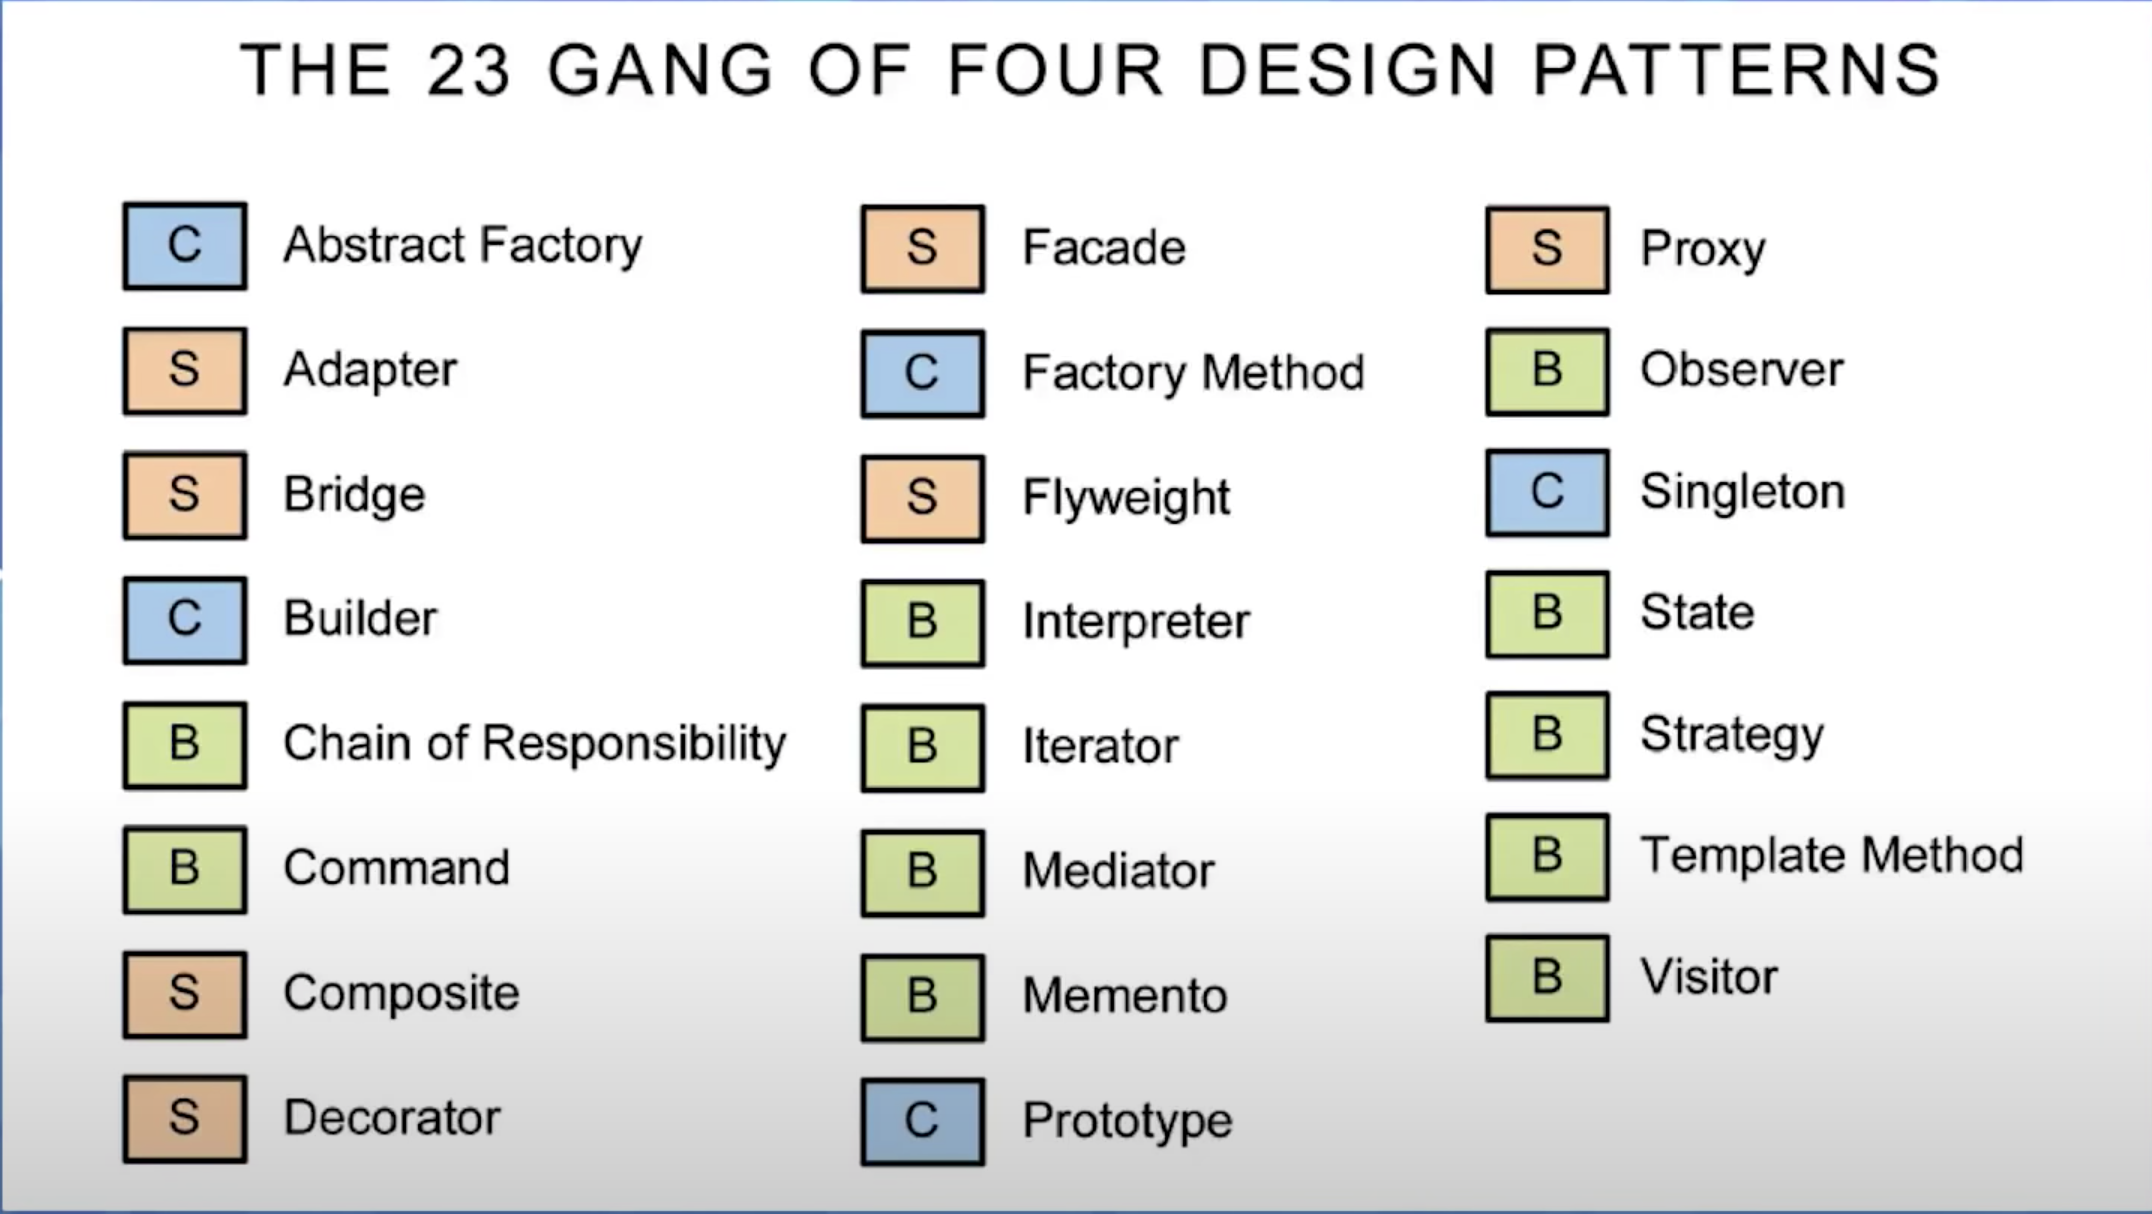 THE 23 GANG OF FOUR DESIGN PATTERNS
C Abstract Factory
S Adapter
S Bridge
C Builder
B Chain of Responsibility
B Command
S Composite
S Decorator
S Facade
C Factory Method
S Flyweight
B Interpreter
B Iterator
B Mediator
B Memento
C Prototype
S Proxy
B Observer
C Singleton
B State
B Strategy
B Template Method
B Visitor